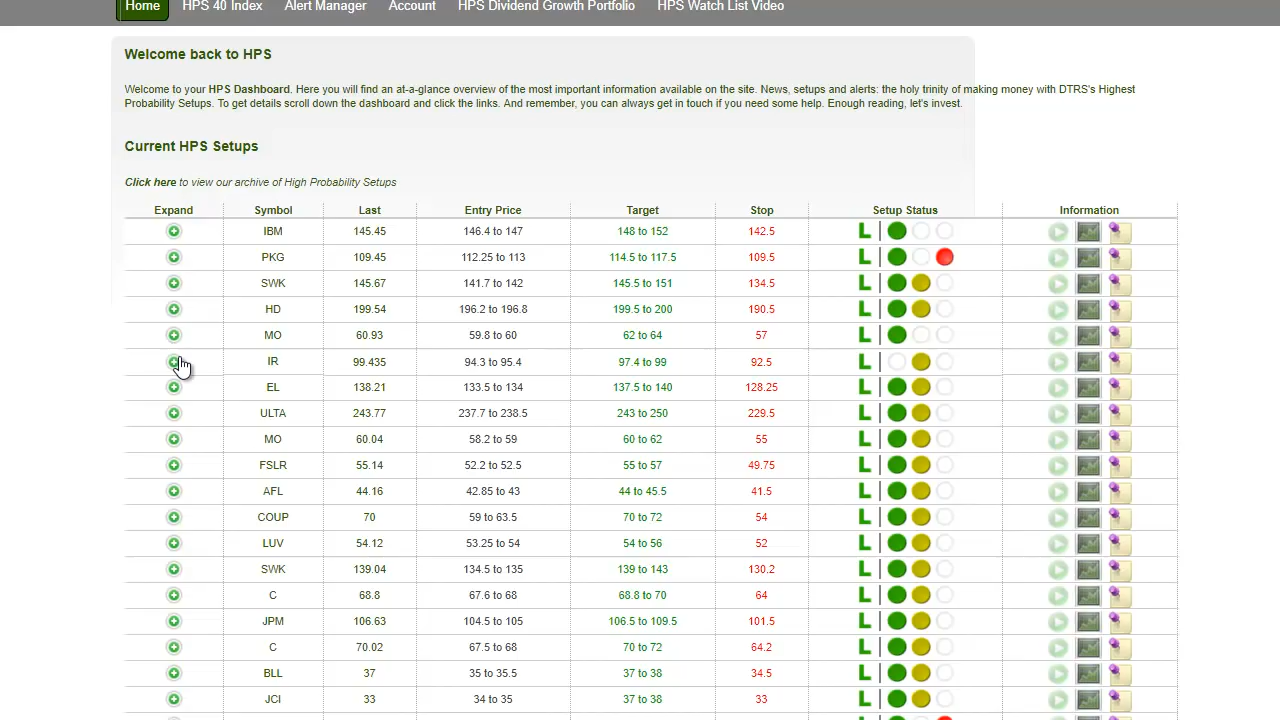 Home HPS 40 Index Alert Manager Account HPS Dividend Growth Portfolio HPS Watch List Video
Welcome back to HPS
Welcome to your HPS Dashboard. Here you will find an at-a-glance overview of the most important information available on the site. News, setups and alerts: the holy trinity of making money with DTRS's Highest
Probability Setups. To get details scroll down the dashboard and click the links. And remember, you can always get in touch if you need some help. Enough reading, let's invest.
Current HPS Setups
Click here to view our archive of High Probability Setups
Expand Symbol Last Entry Price Target Stop Setup Status Information
IBM 145.45 146.4 to 147 148 to 152 142.5 L
PKG 109.45 112.25 to 113 114.5 to 117.5 109.5 L
SWK 145.67 141.7 to 142 145.5 to 151 134.5 L
HD 199.54 196.2 to 196.8 199.5 to 200 190.5 L
MO 60.95 59.8 to 60 62 to 64 57 L
IR 99.435 94.3 to 95.4 97.4 to 99 92.5 L
EL 138.21 133.5 to 134 137.5 to 140 128.25 L
ULTA 243.77 237.7 to 238.5 243 to 250 229.5 L
MO 60.04 58.2 to 59 60 to 62 55 L
FSLR 55.14 52.2 to 52.5 55 to 57 49.75 L
AFL 44.16 42.85 to 43 44 to 45.5 41.5 L
COUP 70 59 to 63.5 70 to 72 54 L
LUV 54.12 53.25 to 54 54 to 56 52 L
SWK 139.04 134.5 to 135 139 to 143 130.2 L
C 68.8 67.6 to 68 68.8 to 70 64 L
JPM 104.5 to 105 106.5 to 109.3 101.5 L
C 70.08 67.5 to 68 70 to 72 64.2 L
BLL 37 35 to 35.5 37 to 38 34.5 L
JCI 33 34 to 35 37 to 38 33 L